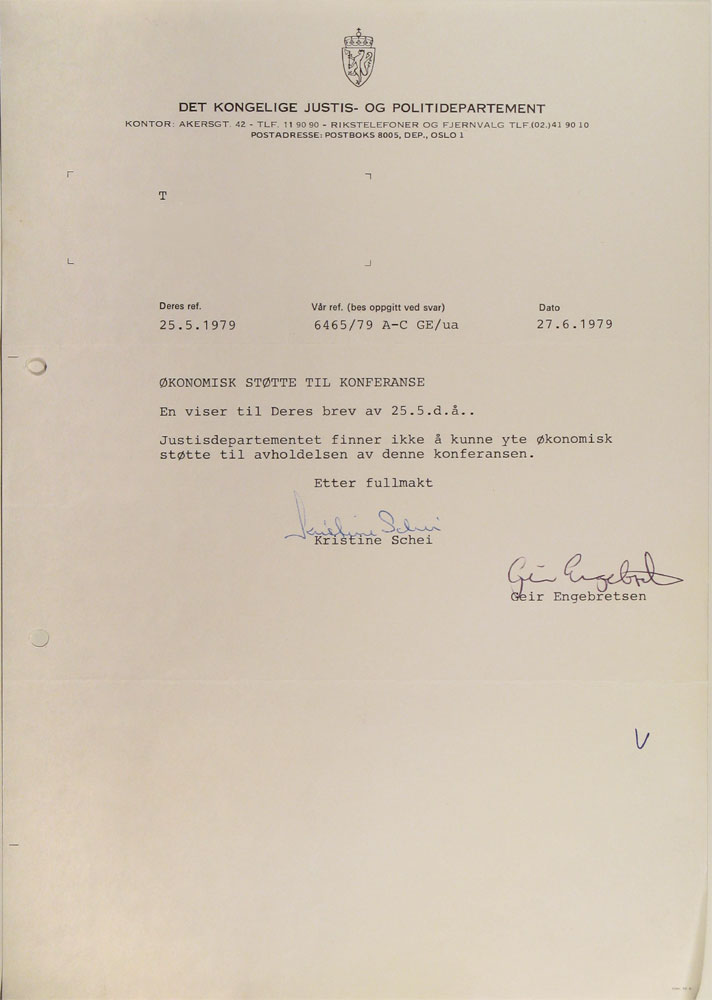 DET KONGELIGE JUSTIS- OG POLITIDEPARTEMENT
KONTOR: AKERSGT. 42 - TLF. 11 90 90 - RIKSTELEFONER OG FJERNVALG TLF.(02.)41 90 10
POSTADRESSE: POSTBOKS 8005, DEP., OSLO 1
T
Deres ref. Vår ref. (bes oppgitt ved svar) Dato
25.5.1979 6465/79 A-C GE/ua 27.6.1979
ØKONOMISK STØTTE TIL KONFERANSE
En viser til Deres brev av 25.5.d.å..
Justisdepartementet finner ikke å kunne yte økonomisk
støtte til avholdelsen av denne konferansen.
Etter fullmakt
Kristine Schei
Kristine Schei
Geir Engebretsen
Geir Engebretsen
V